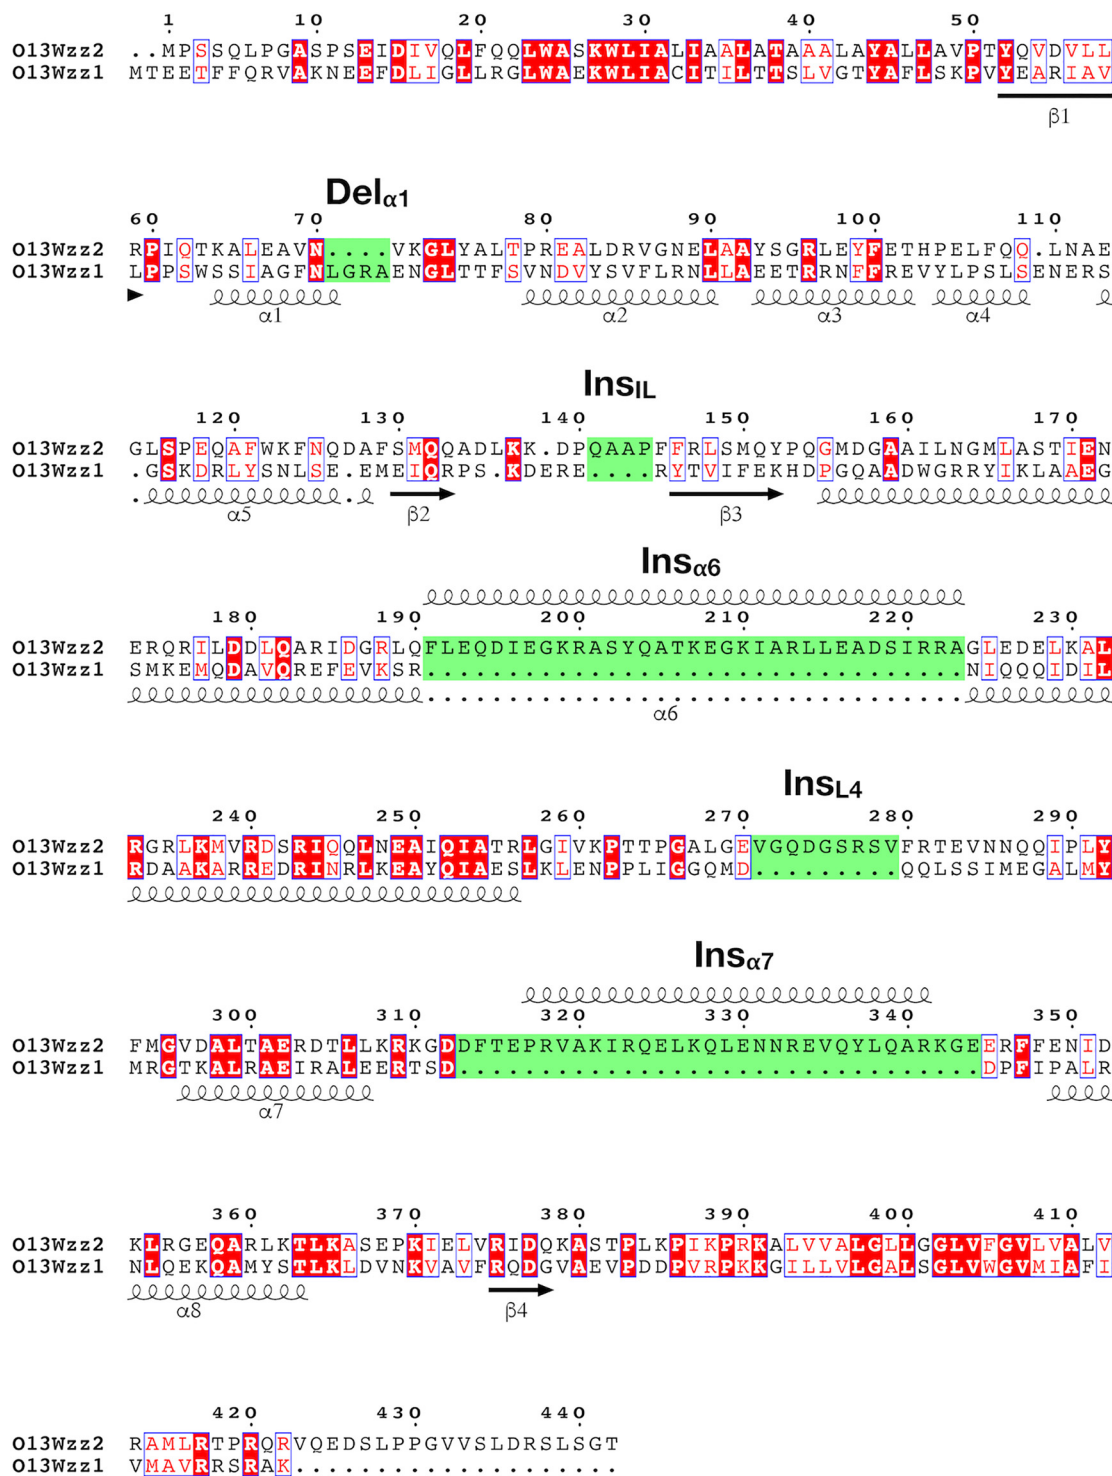 1 10 20 30 40 50
O13Wzz2 ..MPSSQLPGASPSEIDIVQLFQQLWASKWLIALIAALATAAALAYALLAVPTYQVDVLL
O13Wzz1 MTEETFFQRVAKNEEFDLIGLLRGLWAEKWLIACITILTTSLVGTYAFLSKPVYEARIAV
β1
Delα1
60 70 80 90 100 110
O13Wzz2 RPIQTKALEAVN....VKGLYALTPREALDRVGNELAAYSGRLEYFETHPELFQQ.LNAE
O13Wzz1 LPPSWSSIAGFNLGRAENGLTTFSVNDVYSVFLRNLLAEETRRNFFREVYLPSLSENERS
α1 α2 α3 α4
InsIL
120 130 140 150 160 170
O13Wzz2 GLSPEQAFWKFNQDAFSMQQADLKK.DPQAAPFFRLSMQYPQGMDGAAILNGMLASTIEN
O13Wzz1 .GSKDRLYSNLSE.EMEIQRPS.KDERE....RYTVIFEKHDPGQAADWGRRYIKLAAEG
α5 β2 β3
Insα6
180 190 200 210 220 230
O13Wzz2 ERQRILDDLQARIDGRLQFLEQDIEGKRASYQATKEGKIARLLEADSIRRAGLEDELKAL
O13Wzz1 SMKEMQDAVQREFEVKSR.................................NIQQQIDIL
α6
InsL4
240 250 260 270 280 290
O13Wzz2 RGRLKMVRDSRIQQLNEAIQIATRLGIVKPTTPGALGEVGQDGSRSVFRTEVNNQQIPLY
O13Wzz1 RDAAKARREDRINRLKEAYQIAESLKLENPPLIGGQMD.........QQLSSIMEGALMY
Insα7
300 310 320 330 340 350
O13Wzz2 FMGVDALTAERDTLLKRKGDDFTEPRVAKIRQELKQLENNREVQYLQARKGEERFFENID
O13Wzz1 MRGTKALRAEIRALEERTSD................................DPFIPALR
α7
360 370 380 390 400 410
O13Wzz2 KLRGEQARLKTLKASEPKIELVRIDQKASTPLKPIKPRKALVVALGLLGGLVFGVLVALV
O13Wzz1 NLQEKQAMYSTLKLDVNKVAVFRQDGVAEVPDDPVRPKKGILLVLGALSGLVWGVMIAFI
α8 β4
420 430 440
O13Wzz2 RAMLRTPRQRVQEDSLPPGVVSLDRSLSGT
O13Wzz1 VMAVRRSRAK....................